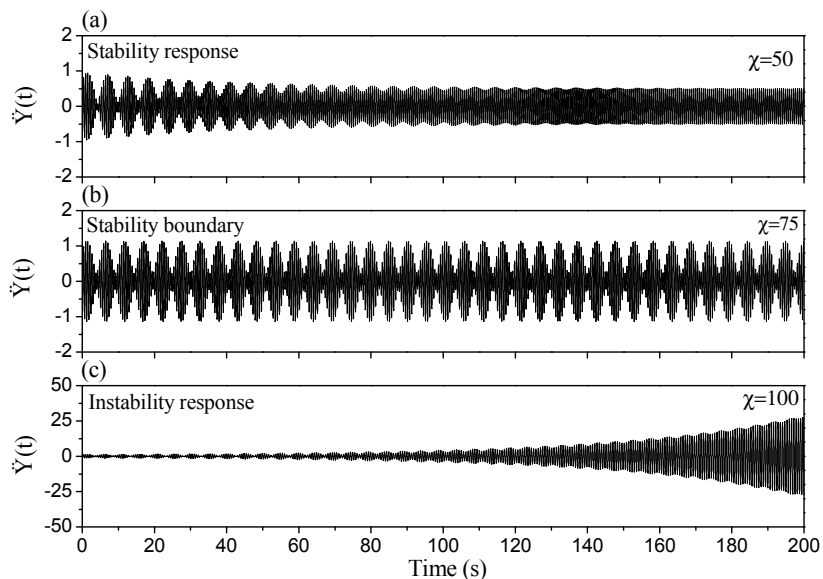 (a)
Stability response
χ=50
2
1
0
-1
-2
Ÿ(t)
(b)
Stability boundary
χ=75
2
1
0
-1
-2
Ÿ(t)
(c)
Instability response
χ=100
50
25
0
-25
-50
Ÿ(t)
0 20 40 60 80 100 120 140 160 180 200
Time (s)